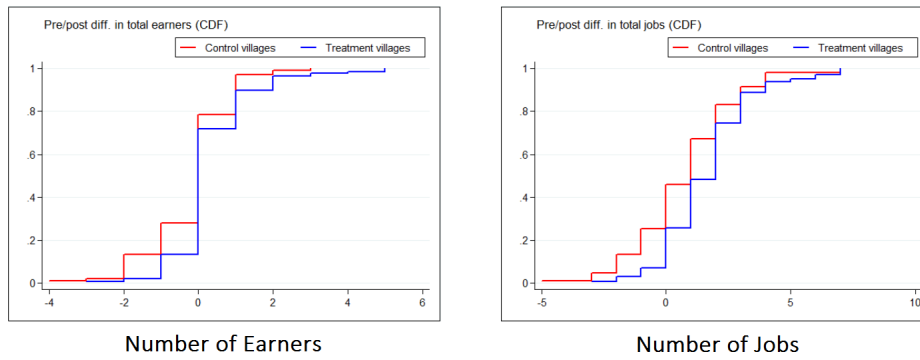 Pre/post diff. in total earners (CDF)
Control villages Treatment villages
1
.8
.6
.4
.2
0
-4 -2 0 2 4 6
Number of Earners
Pre/post diff. in total jobs (CDF)
Control villages Treatment villages
1
.8
.6
.4
.2
0
-5 0 5 10
Number of Jobs